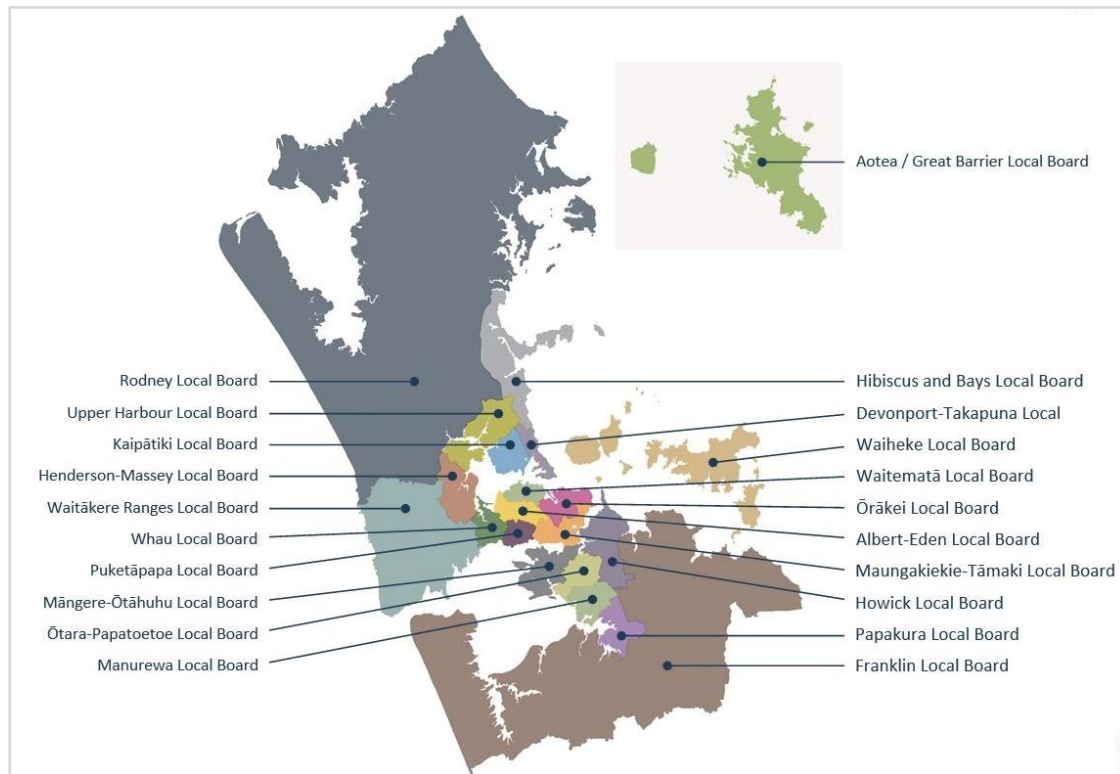 Aotea / Great Barrier Local Board
Rodney Local Board
Upper Harbour Local Board
Kaipātiki Local Board
Henderson-Massey Local Board
Waitākere Ranges Local Board
Whau Local Board
Puketāpapa Local Board
Māngere-Ōtāhuhu Local Board
Ōtara-Papatoetoe Local Board
Manurewa Local Board
Hibiscus and Bays Local Board
Devonport-Takapuna Local
Waiheke Local Board
Waitematā Local Board
Ōrākei Local Board
Albert-Eden Local Board
Maungakiekie-Tāmaki Local Board
Howick Local Board
Papakura Local Board
Franklin Local Board